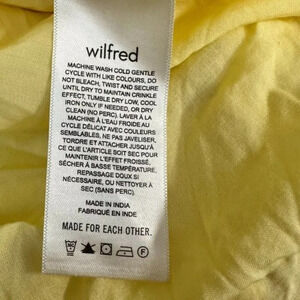 wilfred
MACHINE WASH COLD GENTLE
CYCLE WITH LIKE COLOURS, DO
NOT BLEACH, TWIST AND SECURE
UNTIL DRY TO MAINTAIN CRINKLE
EFFECT, TUMBLE DRY LOW, COOL
IRON ONLY IF NEEDED, OR DRY
CLEAN (NO PERC). LAVER À LA
MACHINE À L'EAU FROIDE AU
CYCLE DÉLICAT AVEC COULEURS
SEMBLABLES, NE PAS JAVELISER,
TORDRE ET ATTACHER JUSQU'À
CE QUE L'ARTICLE SOIT SEC POUR
MAINTENIR L'EFFET FROISSÉ.
SÉCHER À BASSE TEMPÉRATURE,
REPASSAGE DOUX SI
NÉCESSAIRE, OU NETTOYER À
SEC (SANS PERC).
MADE IN INDIA
FABRIQUÉ EN INDE
MADE FOR EACH OTHER.
F